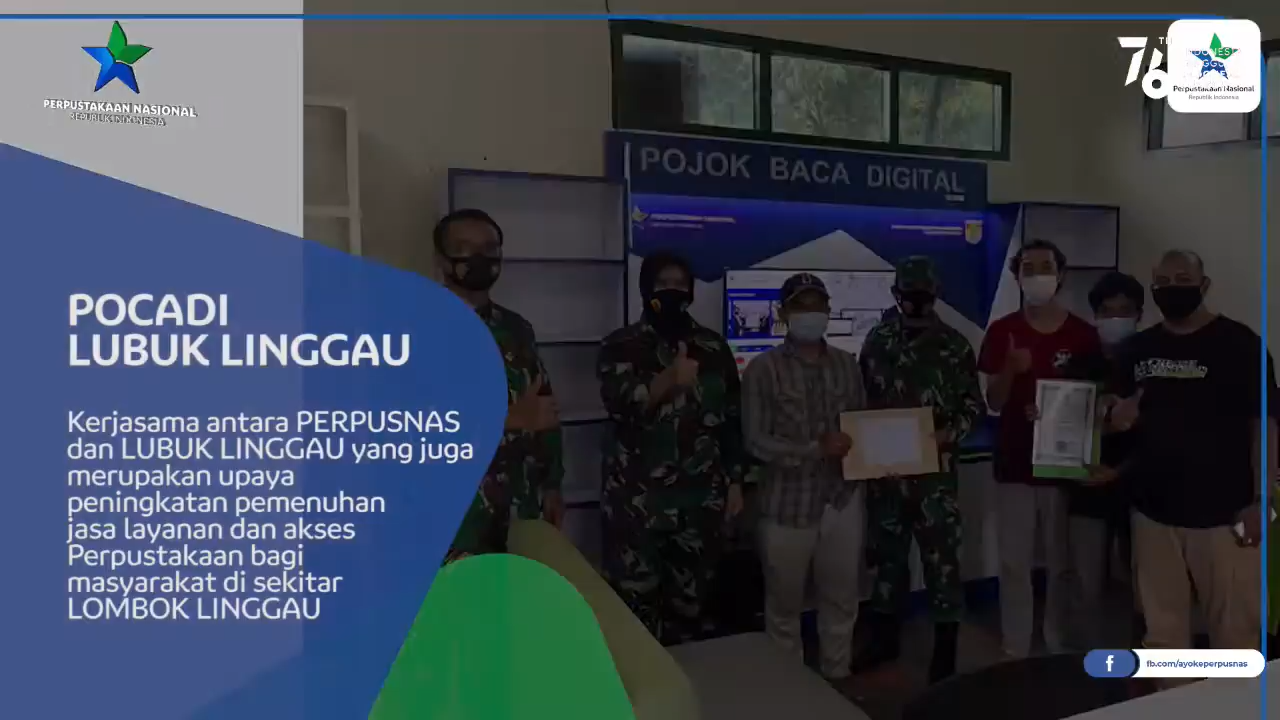 PERPUSTAKAAN NASIONAL
REPUBLIK INDONESIA
76
Perpustakaan Nasional
Republik Indonesia
POJOK BACA DIGITAL
POCADI
LUBUK LINGGAU
Kerjasama antara PERPUSNAS
dan LUBUK LINGGAU yang juga
merupakan upaya
peningkatan pemenuhan
jasa layanan dan akses
Perpustakaan bagi
masyarakat di sekitar
LOMBOK LINGGAU
fb.com/ayokeperpusnas